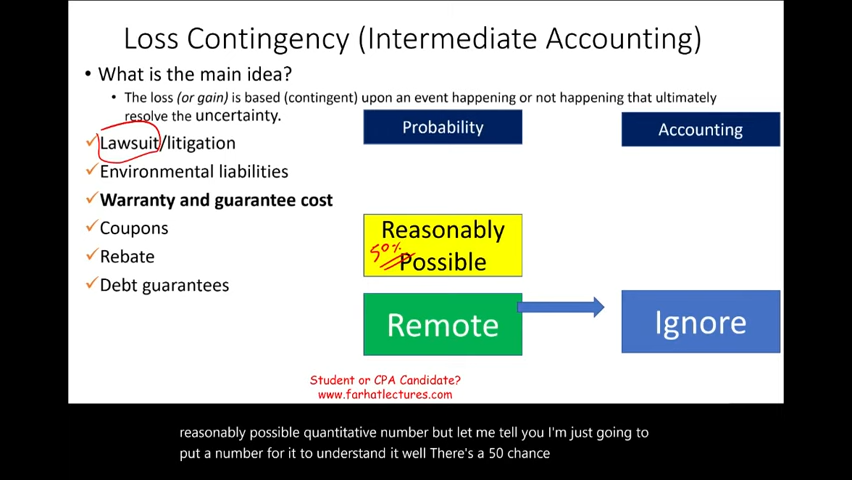 Loss Contingency (Intermediate Accounting)
• What is the main idea?
• The loss (or gain) is based (contingent) upon an event happening or not happening that ultimately
resolve the uncertainty.
Lawsuit/litigation
Environmental liabilities
Warranty and guarantee cost
Coupons
Rebate
Debt guarantees
Probability
Accounting
Reasonably
50%
Possible
Remote
Ignore
Student or CPA Candidate?
www.farhatlectures.com
reasonably possible quantitative number but let me tell you I'm just going to
put a number for it to understand it well There's a 50 chance